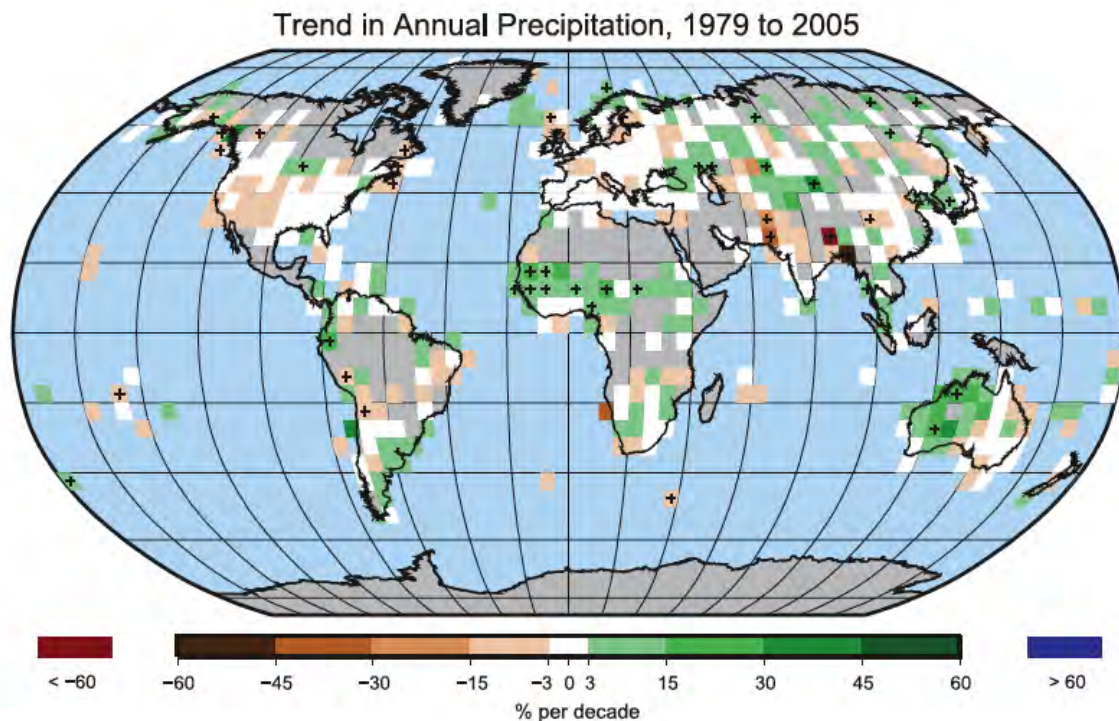 Trend in Annual Precipitation, 1979 to 2005
< −60 −60 −45 −30 −15 −3 0 3 15 30 45 60 > 60
% per decade